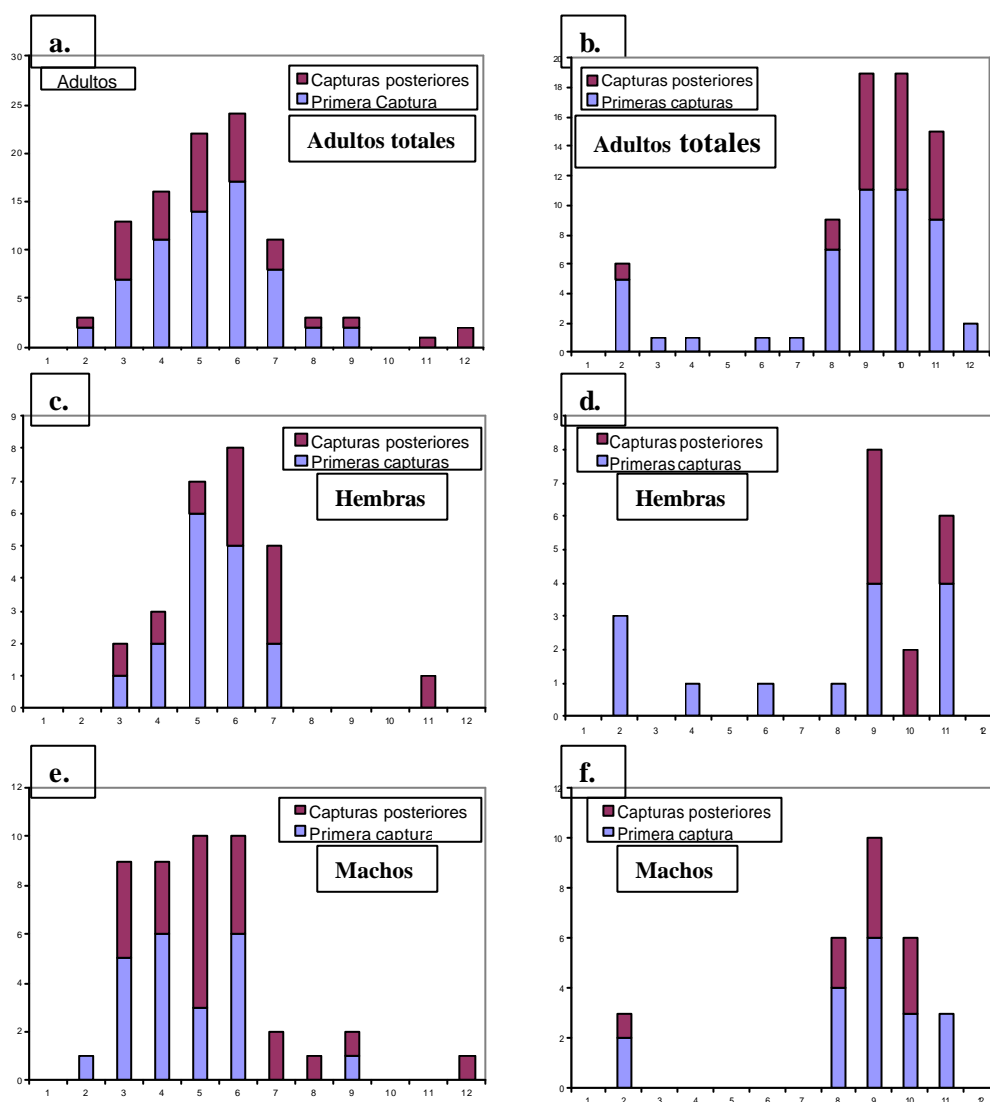 a.
30
25
20
15
10
5
0
Adultos
Capturas posteriores
Primera Captura
Adultos totales
1 2 3 4 5 6 7 8 9 10 11 12
b.
20
18
16
14
12
10
8
6
4
2
0
Capturas posteriores
Primeras capturas
Adultos totales
1 2 3 4 5 6 7 8 9 10 11 12
c.
9
8
7
6
5
4
3
2
1
0
Capturas posteriores
Primeras capturas
Hembras
1 2 3 4 5 6 7 8 9 10 11 12
d.
9
8
7
6
5
4
3
2
1
0
Capturas posteriores
Primeras capturas
Hembras
1 2 3 4 5 6 7 8 9 10 11 12
e.
12
10
8
6
4
2
0
Capturas posteriores
Primera captura
Machos
1 2 3 4 5 6 7 8 9 10 11 12
f.
12
10
8
6
4
2
0
Capturas posteriores
Primera captura
Machos
1 2 3 4 5 6 7 8 9 10 11 12